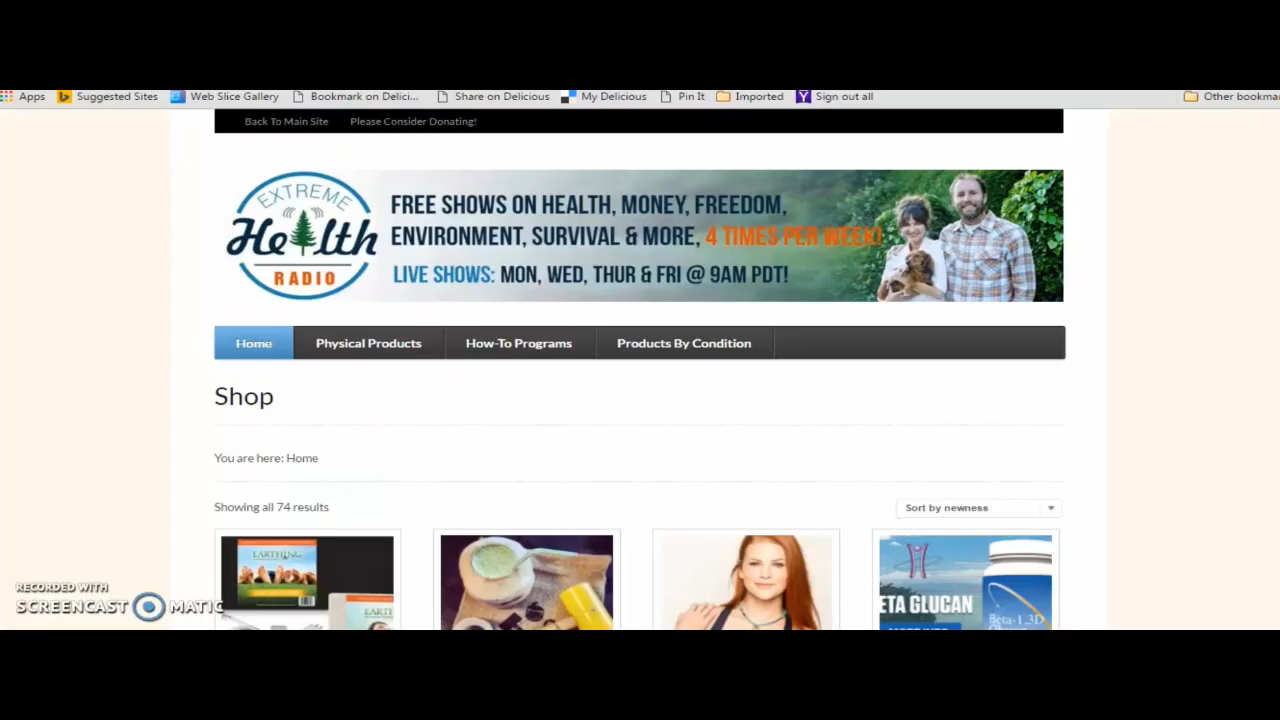 Apps Suggested Sites Web Slice Gallery Bookmark on Delici... Share on Delicious My Delicious Pin It Imported Sign out all Other bookma
Back To Main Site Please Consider Donating!
EXTREME
Health
RADIO
FREE SHOWS ON HEALTH, MONEY, FREEDOM,
ENVIRONMENT, SURVIVAL & MORE, 4 TIMES PER WEEK!
LIVE SHOWS: MON, WED, THUR & FRI @ 9AM PDT!
Home Physical Products How-To Programs Products By Condition
Shop
You are here: Home
Showing all 74 results
Sort by newness
EARTHING
EARTH
ETA GLUCAN
Beta-1,3D
RECORDED WITH
SCREENCAST MATIC